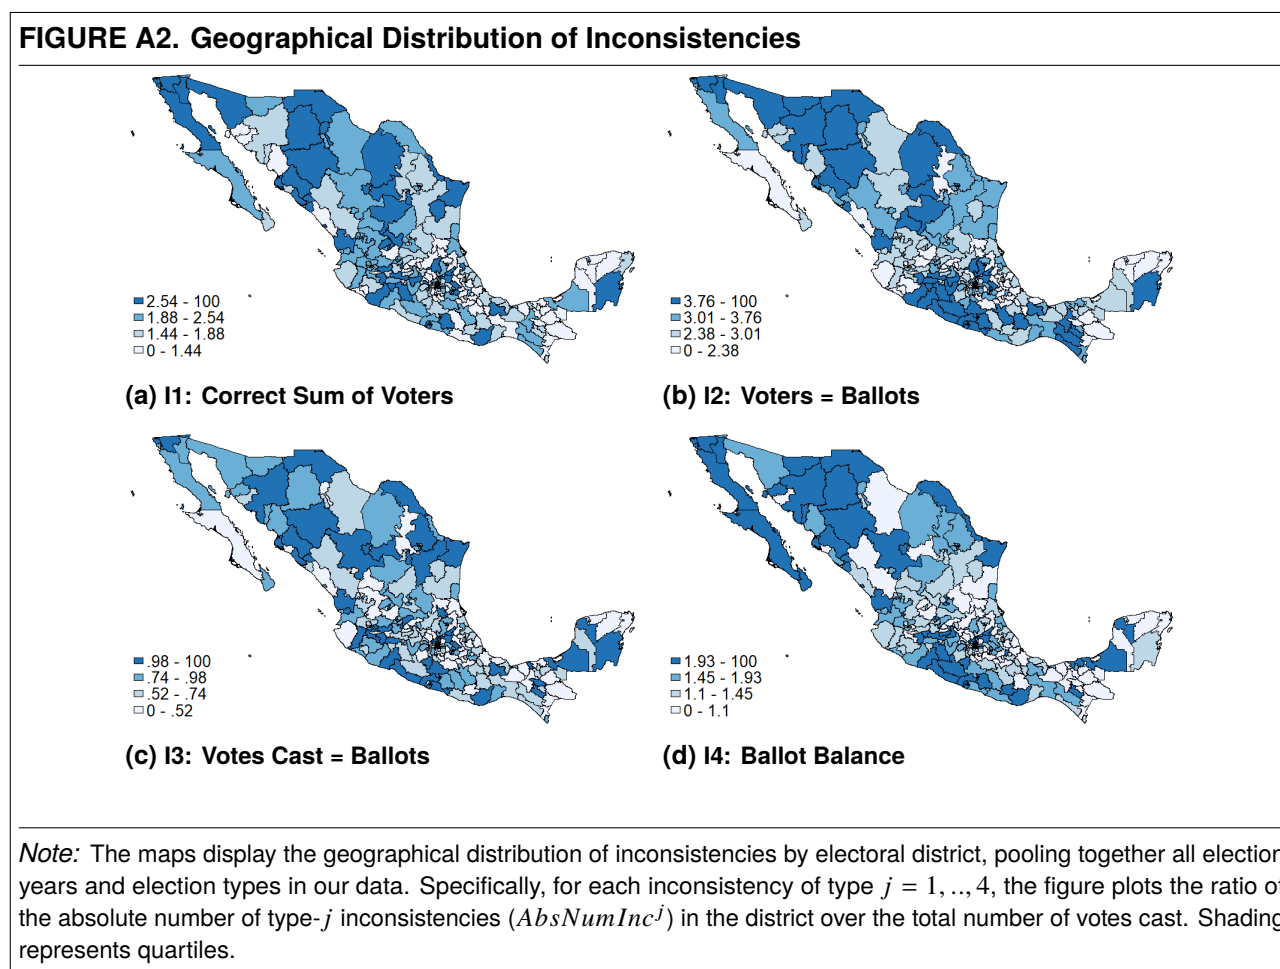 FIGURE A2. Geographical Distribution of Inconsistencies
2.54 - 100
1.88 - 2.54
1.44 - 1.88
0 - 1.44
(a) I1: Correct Sum of Voters
3.76 - 100
3.01 - 3.76
2.38 - 3.01
0 - 2.38
(b) I2: Voters = Ballots
.98 - 100
.74 - .98
.52 - .74
0 - .52
(c) I3: Votes Cast = Ballots
1.93 - 100
1.45 - 1.93
1.1 - 1.45
0 - 1.1
(d) I4: Ballot Balance
Note: The maps display the geographical distribution of inconsistencies by electoral district, pooling together all election
years and election types in our data. Specifically, for each inconsistency of type j = 1, .., 4, the figure plots the ratio of
the absolute number of type-j inconsistencies (AbsNumInc^j) in the district over the total number of votes cast. Shading
represents quartiles.